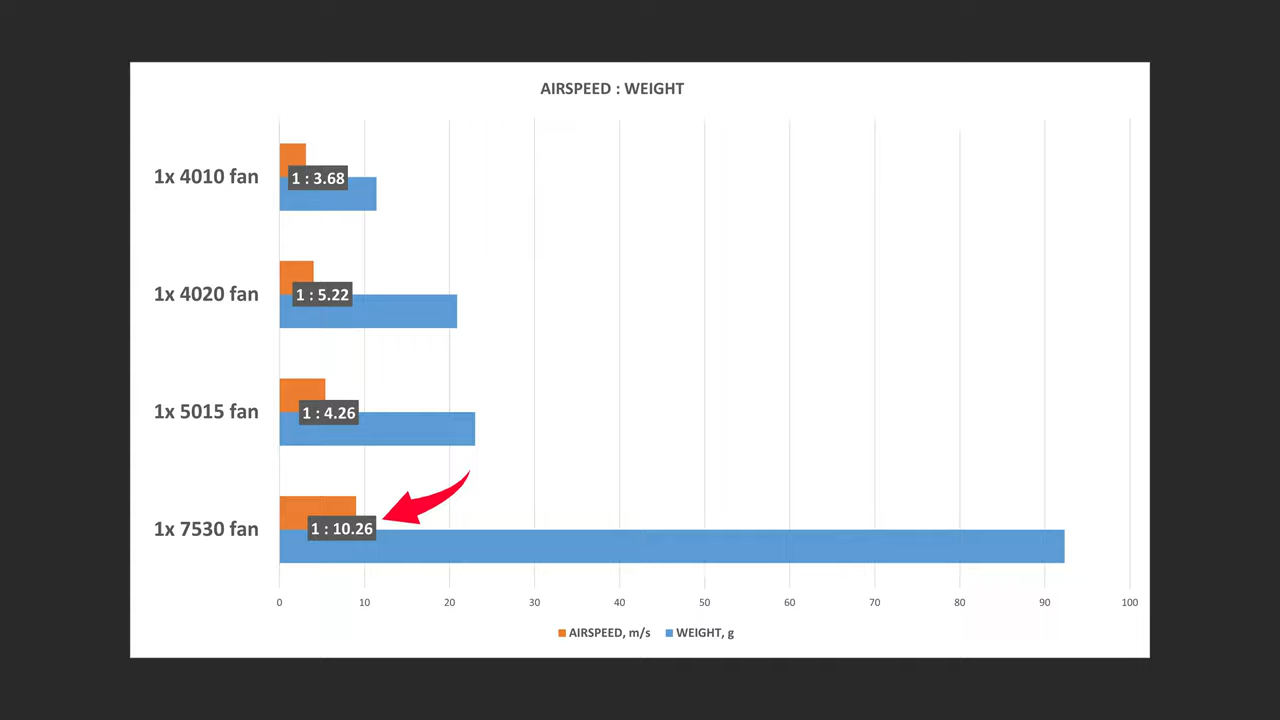 AIRSPEED : WEIGHT
1x 4010 fan
1 : 3.68
1x 4020 fan
1 : 5.22
1x 5015 fan
1 : 4.26
1x 7530 fan
1 : 10.26
0 10 20 30 40 50 60 70 80 90 100
AIRSPEED, m/s WEIGHT, g